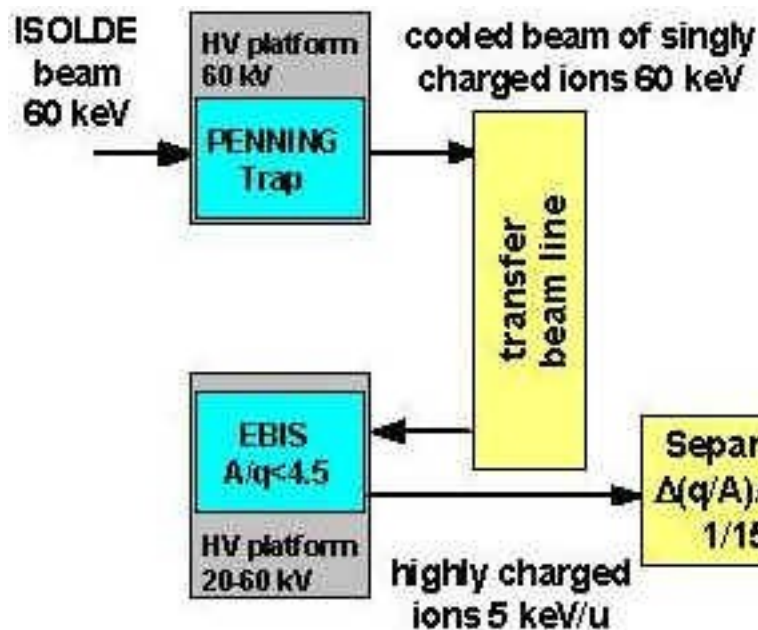 ISOLDE
beam
60 keV
HV platform
60 kV
PENNING
Trap
cooled beam of singly
charged ions 60 keV
transfer
beam line
EBIS
A/q<4.5
HV platform
20-60 kV
highly charged
ions 5 keV/u
Δ(q/A)